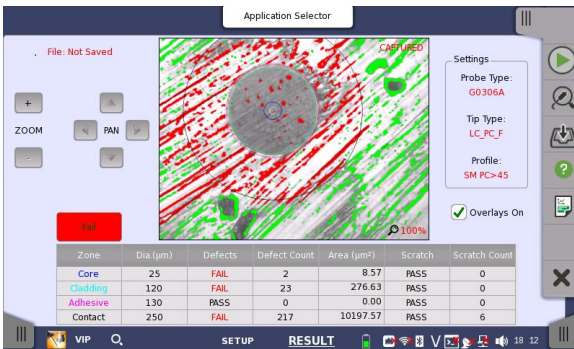 Application Selector
File: Not Saved
CAPTURED
Settings
Probe Type:
G0306A
Tip Type:
LC_PC_F
Profile:
SM PC>45
+
ZOOM
-
PAN
Overlays On
100%
Fail
Zone Dia.(µm) Defects Defect Count Area (µm²) Scratch Scratch Count
Core 25 FAIL 2 8.57 PASS 0
Cladding 120 FAIL 23 276.63 PASS 0
Adhesive 130 PASS 0 0.00 PASS 0
Contact 250 FAIL 217 10197.57 PASS 6
VIP SETUP RESULT 18 12